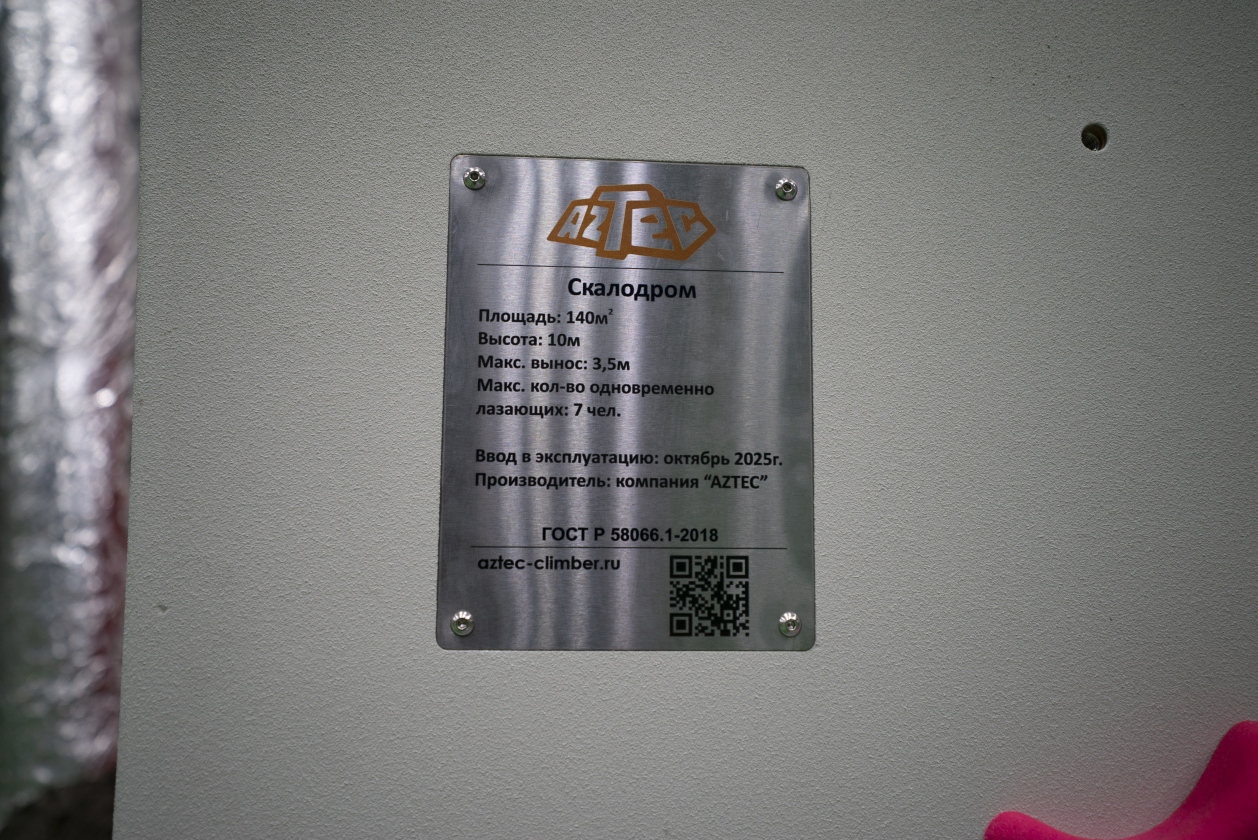 AZTEC
Скалодром
Площадь: 140м²
Высота: 10м
Макс. вынос: 3,5м
Макс. кол-во одновременно
лазающих: 7 чел.
Ввод в эксплуатацию: октябрь 2025г.
Производитель: компания “AZTEC”
ГОСТ Р 58066.1-2018
aztec-climber.ru